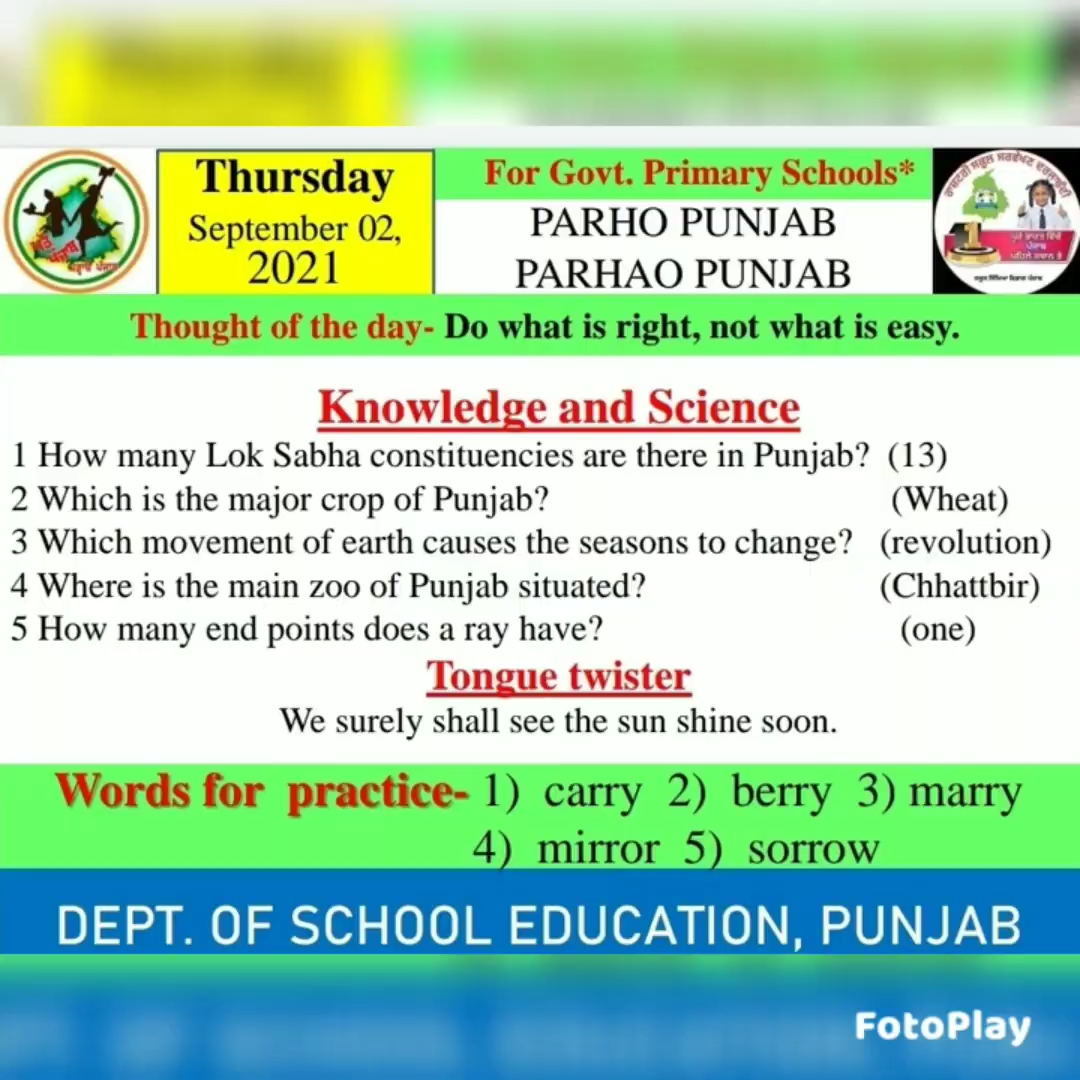 Thursday
September 02,
2021
For Govt. Primary Schools*
PARHO PUNJAB
PARHAO PUNJAB
Thought of the day- Do what is right, not what is easy.
Knowledge and Science
1 How many Lok Sabha constituencies are there in Punjab? (13)
2 Which is the major crop of Punjab? (Wheat)
3 Which movement of earth causes the seasons to change? (revolution)
4 Where is the main zoo of Punjab situated? (Chhattbir)
5 How many end points does a ray have? (one)
Tongue twister
We surely shall see the sun shine soon.
Words for practice- 1) carry 2) berry 3) marry
4) mirror 5) sorrow
DEPT. OF SCHOOL EDUCATION, PUNJAB
FotoPlay